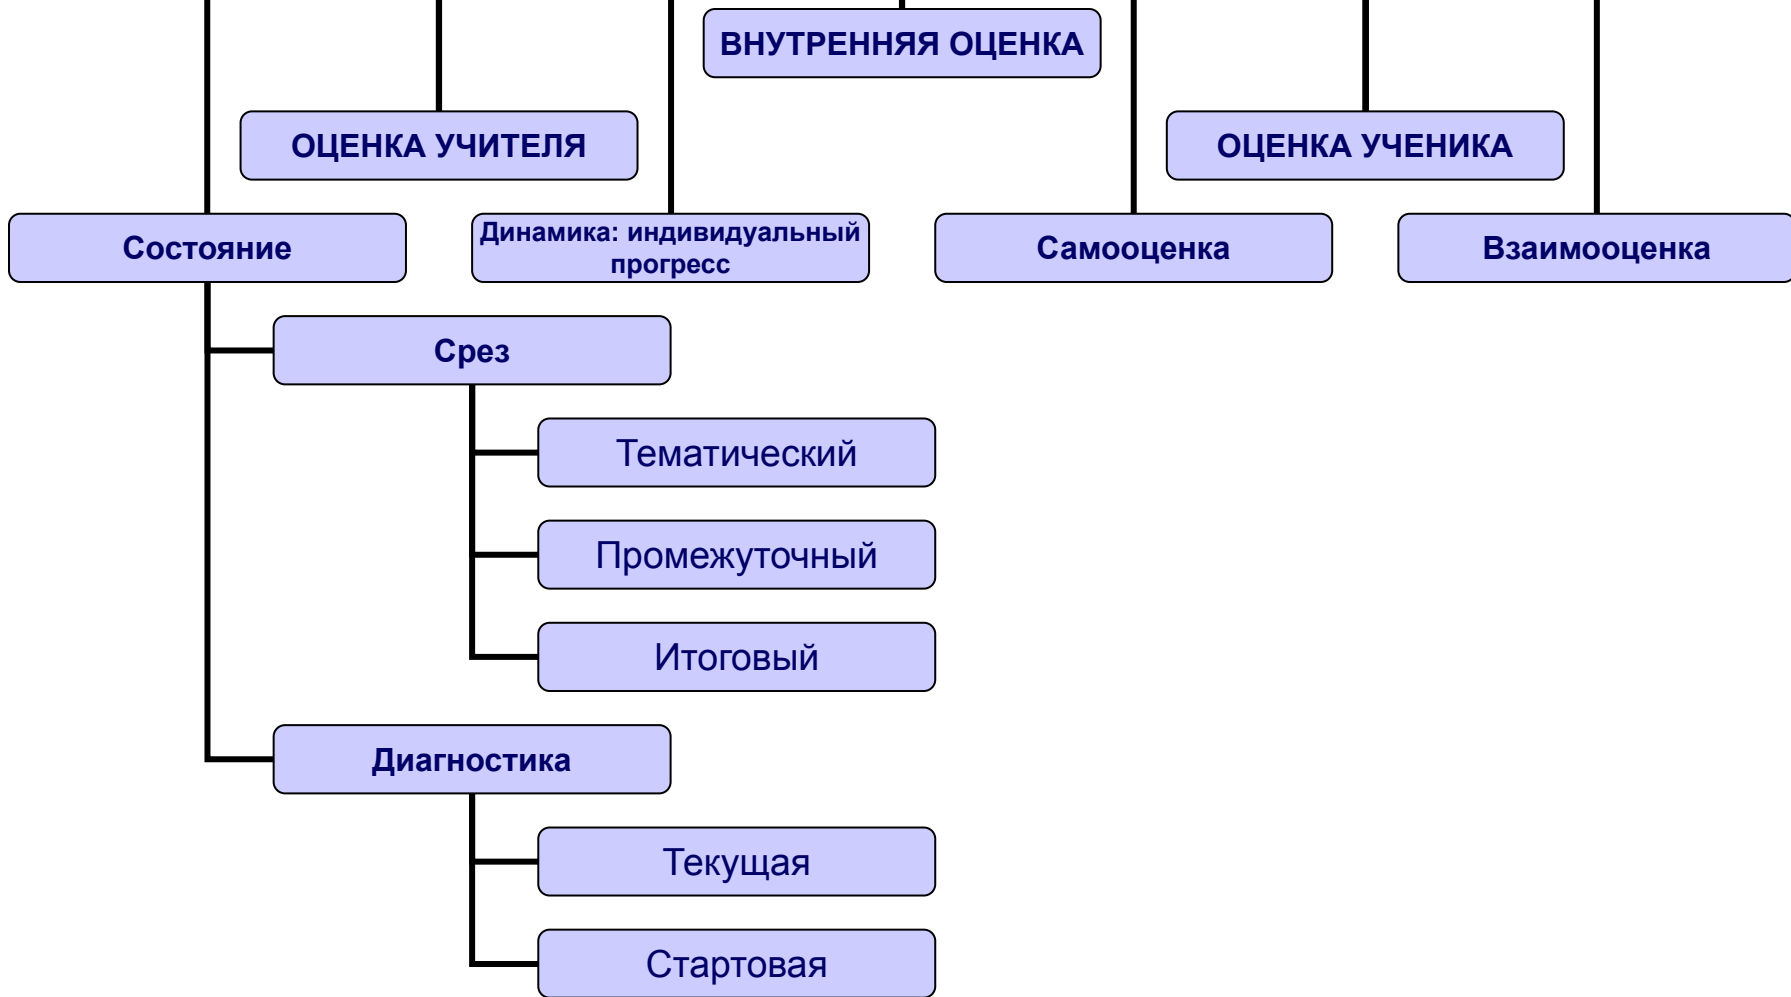 ВНУТРЕННЯЯ ОЦЕНКА
ОЦЕНКА УЧИТЕЛЯ
ОЦЕНКА УЧЕНИКА
Состояние
Динамика: индивидуальный
прогресс
Самооценка
Взаимооценка
Срез
Тематический
Промежуточный
Итоговый
Диагностика
Текущая
Стартовая